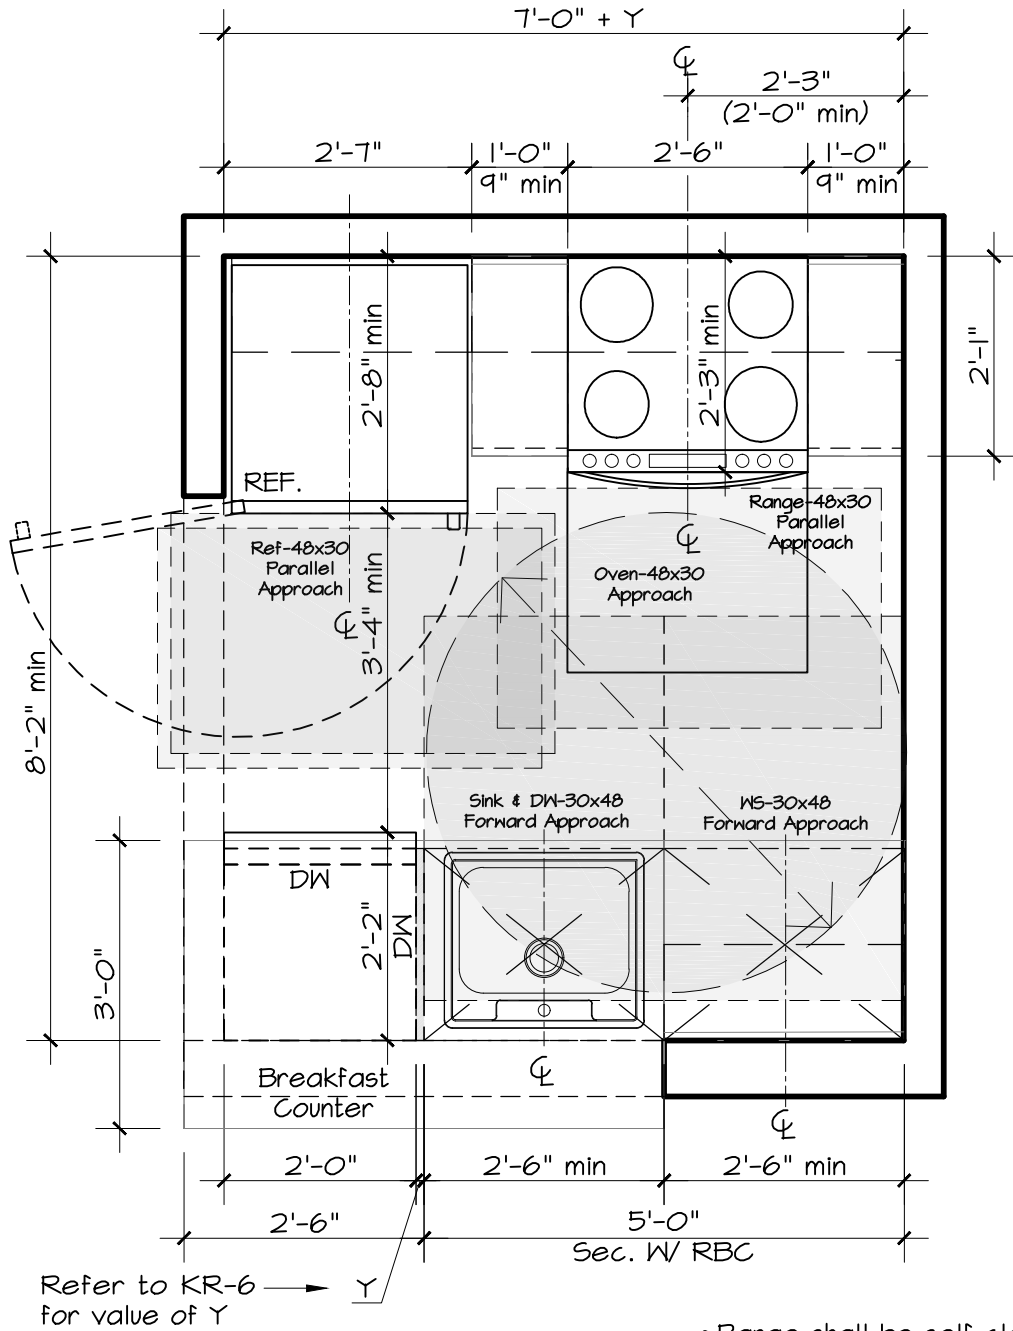 7'-0" + Y
℄
2'-3"
(2'-0" min)
2'-7"
1'-0"
9" min
2'-6"
1'-0"
9" min
2'-8" min
2'-3" min
2'-1"
REF.
Range-48x30
Parallel
Approach
℄
Ref-48x30
Parallel
Approach
Oven-48x30
Approach
℄
3'-4" min
8'-2" min
Sink & DW-30x48
Forward Approach
WS-30x48
Forward Approach
DW
2'-2"
DW
3'-0"
℄
Breakfast
Counter
℄
2'-0"
2'-6" min
2'-6" min
2'-6"
5'-0"
Sec. W/ RBC
Refer to KR-6
for value of Y
Y